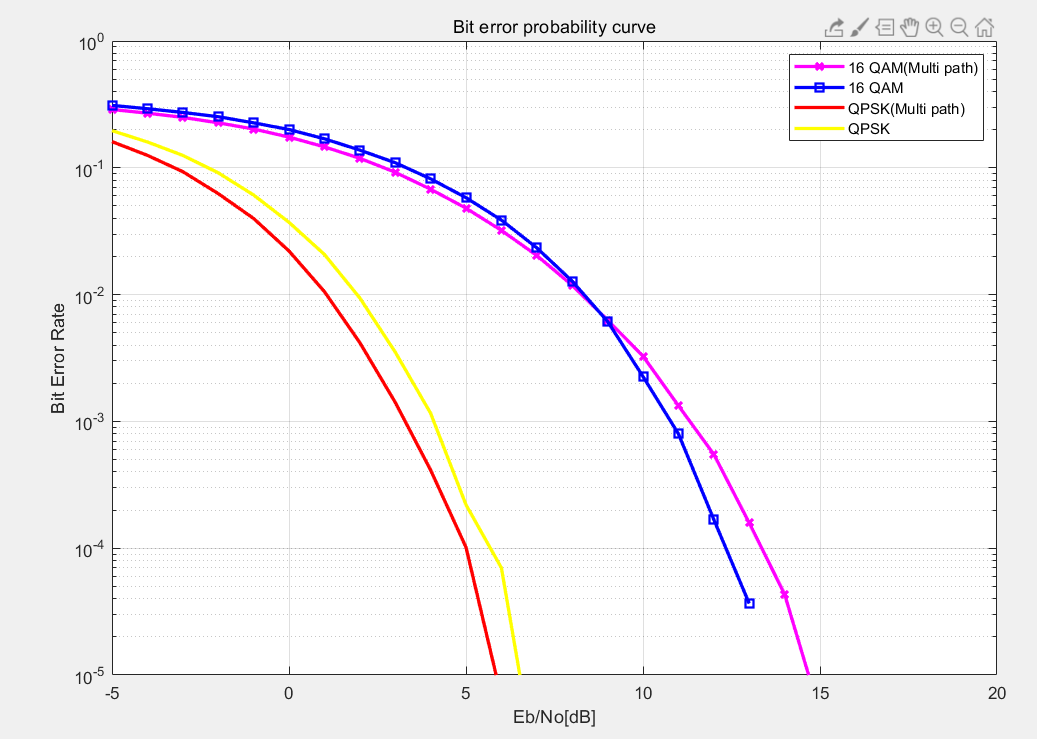 Bit error probability curve
16 QAM(Multi path)
16 QAM
QPSK(Multi path)
QPSK
10^0
10^-1
10^-2
10^-3
10^-4
10^-5
Bit Error Rate
-5 0 5 10 15 20
Eb/No[dB]